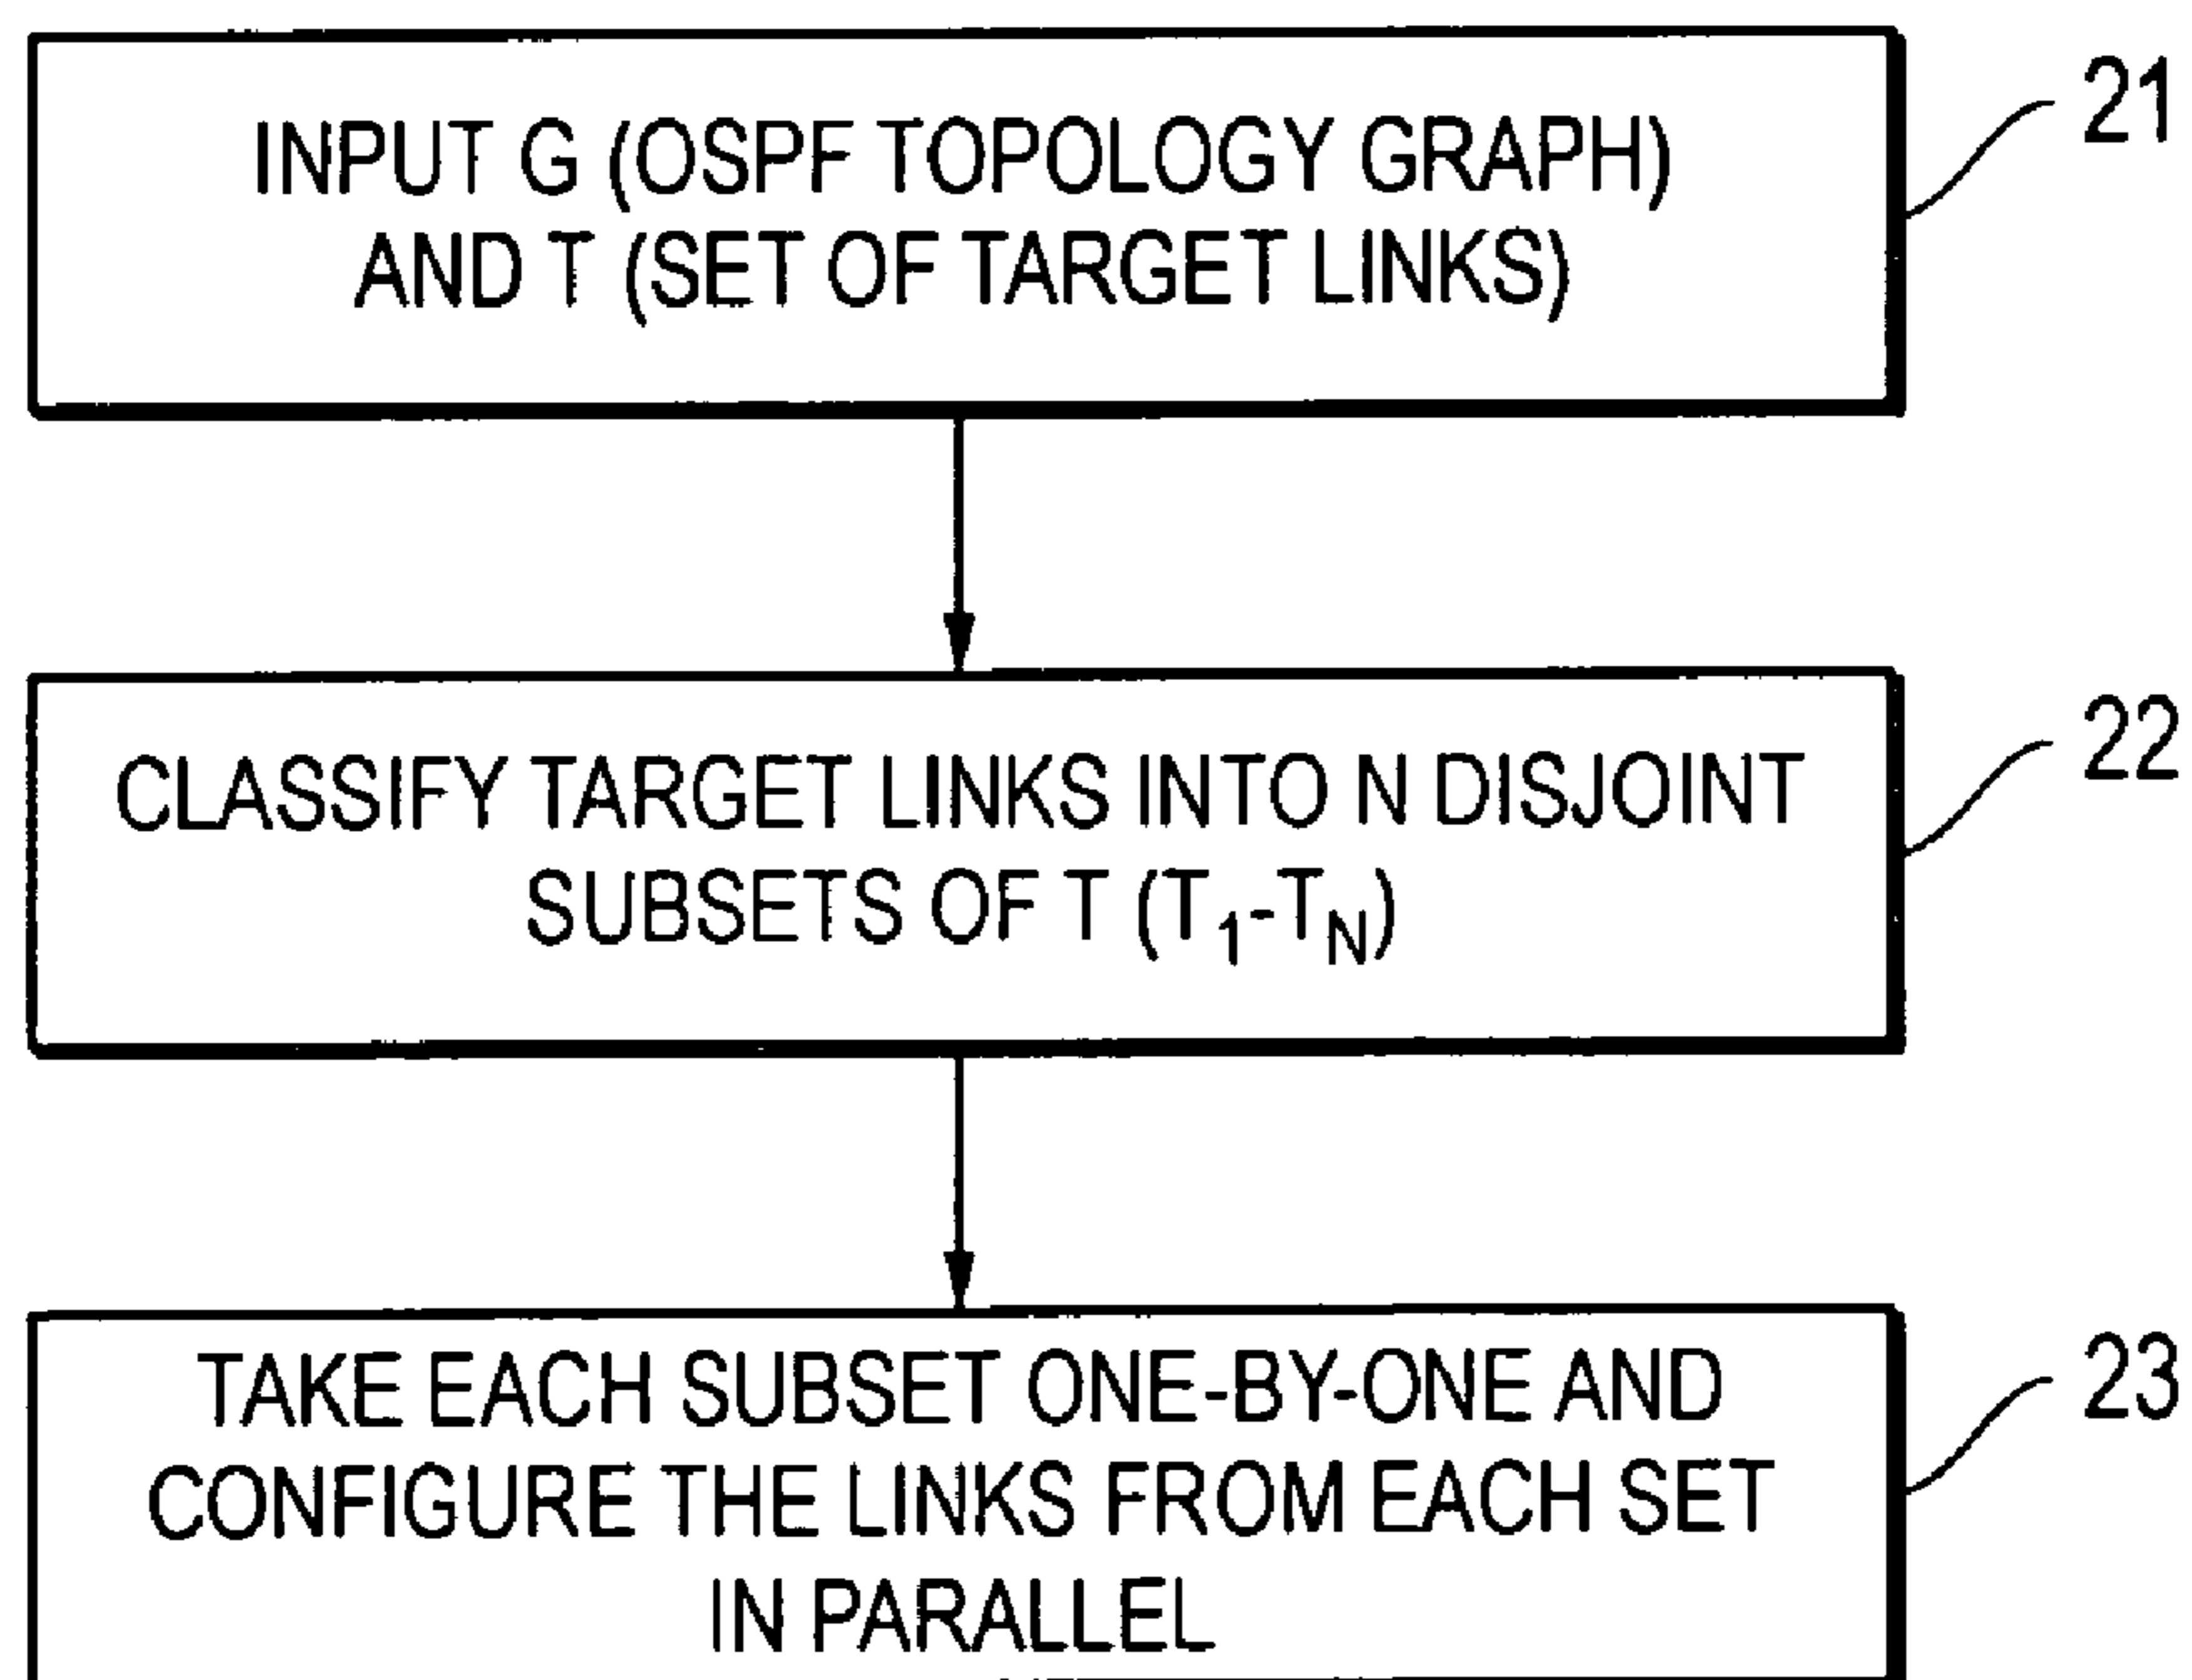 INPUT G (OSPF TOPOLOGY GRAPH)
AND T (SET OF TARGET LINKS)
21
CLASSIFY TARGET LINKS INTO N DISJOINT
SUBSETS OF T (T₁-T_N)
22
TAKE EACH SUBSET ONE-BY-ONE AND
CONFIGURE THE LINKS FROM EACH SET
IN PARALLEL
23